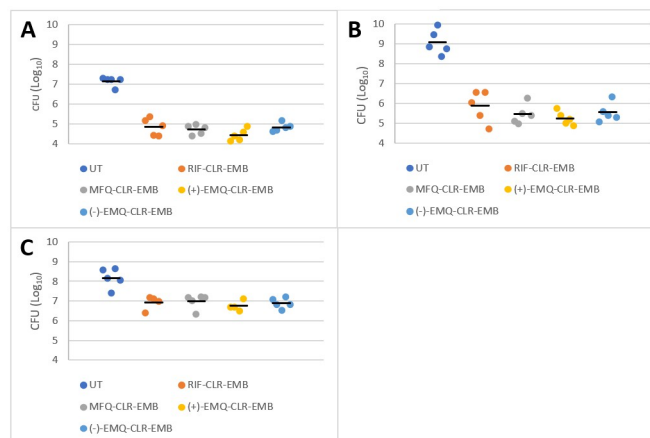 A
10
9
8
7
6
5
4
CFU (Log10)
UT RIF-CLR-EMB
MFQ-CLR-EMB (+)-EMQ-CLR-EMB
(-)-EMQ-CLR-EMB
B
10
9
8
7
6
5
4
CFU (Log10)
UT RIF-CLR-EMB
MFQ-CLR-EMB (+)-EMQ-CLR-EMB
(-)-EMQ-CLR-EMB
C
10
9
8
7
6
5
4
CFU (Log10)
UT RIF-CLR-EMB
MFQ-CLR-EMB (+)-EMQ-CLR-EMB
(-)-EMQ-CLR-EMB